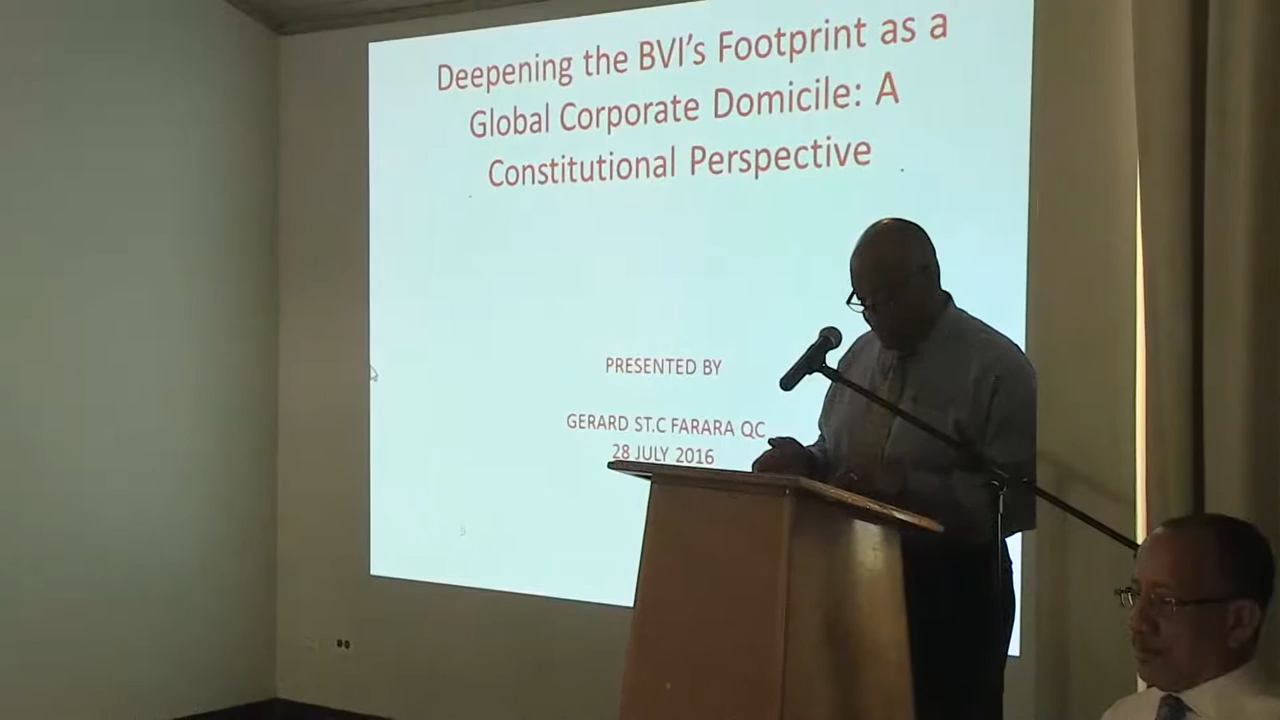 Deepening the BVI's Footprint as a
Global Corporate Domicile: A
Constitutional Perspective
PRESENTED BY
GERARD ST.C FARARA QC
28 JULY 2016